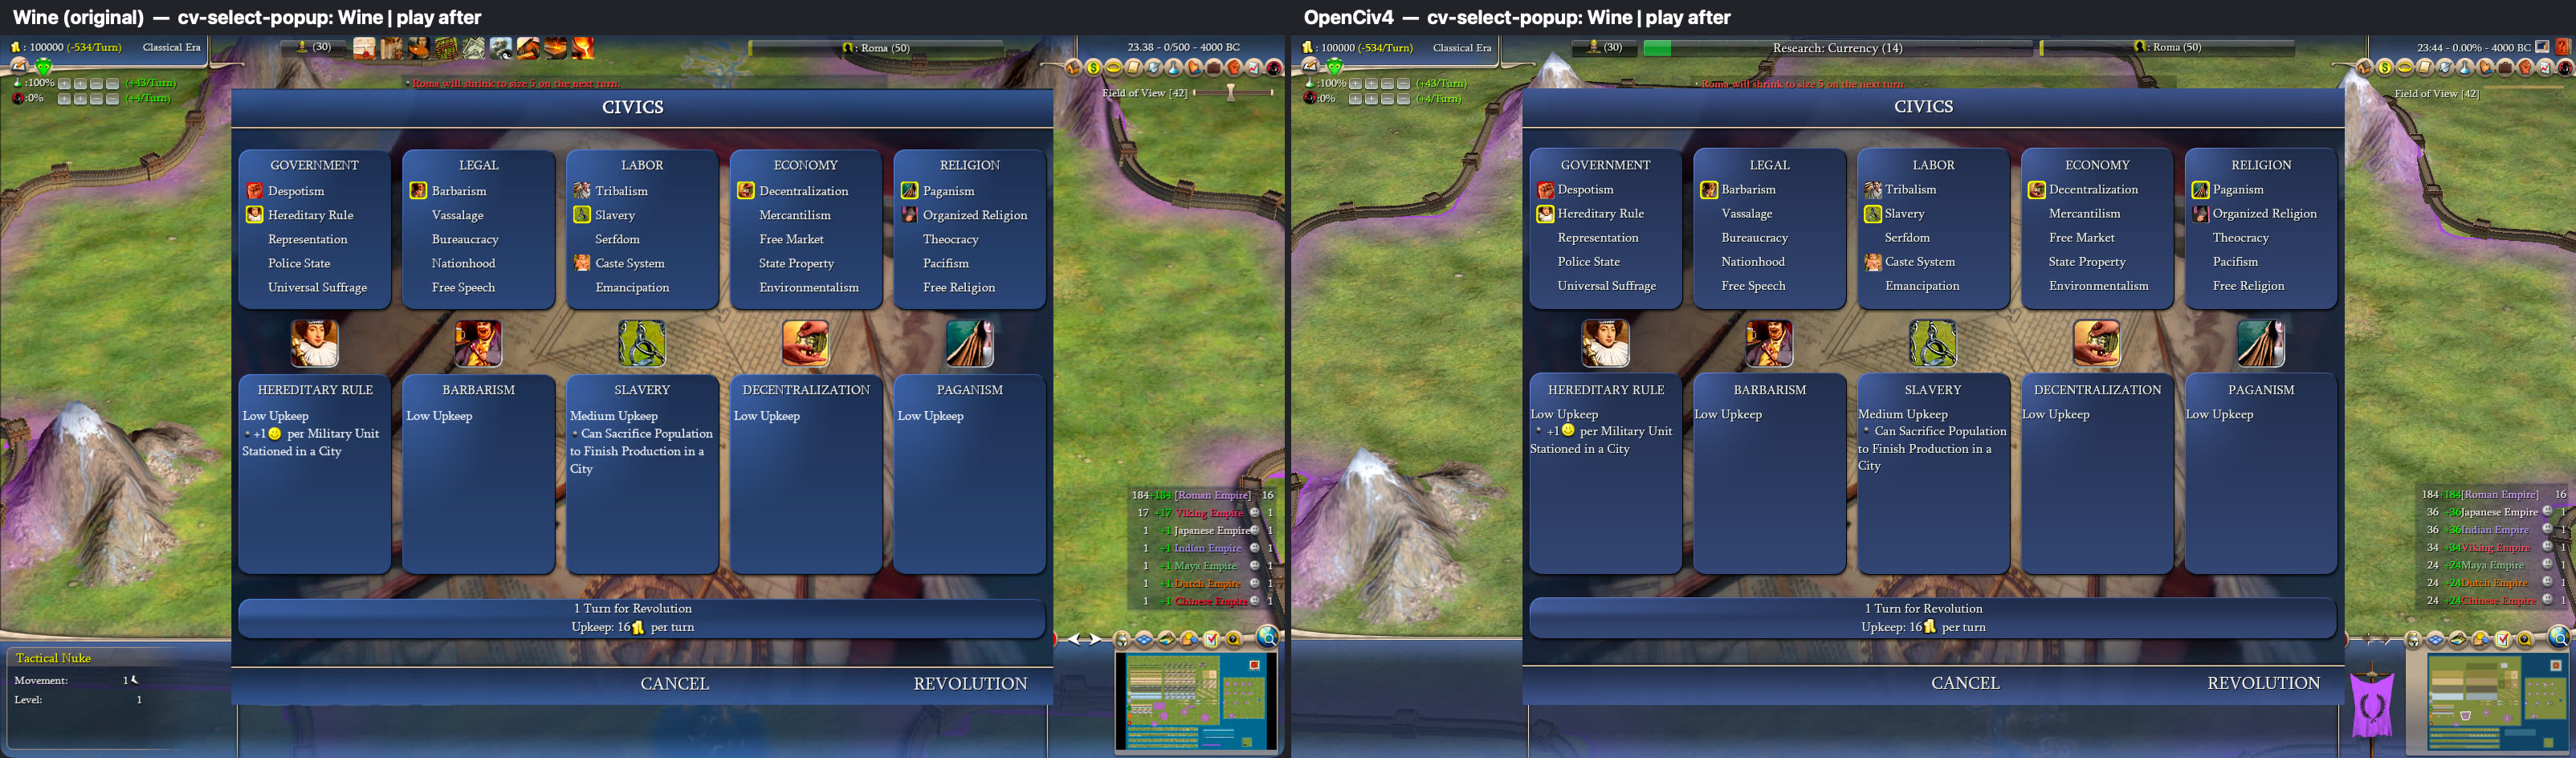 Wine (original) — cv-select-popup: Wine | play after
: 100000 (-534/Turn)
Classical Era
(30)
: Roma (50)
23.38 - 0/500 - 4000 BC
:100%
(+43/Turn)
:0%
(+4/Turn)
Roma will shrink to size 5 on the next turn.
Field of View [42]
CIVICS
GOVERNMENT
Despotism
Hereditary Rule
Representation
Police State
Universal Suffrage
LEGAL
Barbarism
Vassalage
Bureaucracy
Nationhood
Free Speech
LABOR
Tribalism
Slavery
Serfdom
Caste System
Emancipation
ECONOMY
Decentralization
Mercantilism
Free Market
State Property
Environmentalism
RELIGION
Paganism
Organized Religion
Theocracy
Pacifism
Free Religion
HEREDITARY RULE
Low Upkeep
+1 per Military Unit
Stationed in a City
BARBARISM
Low Upkeep
SLAVERY
Medium Upkeep
Can Sacrifice Population
to Finish Production in a
City
DECENTRALIZATION
Low Upkeep
PAGANISM
Low Upkeep
184 +184 [Roman Empire] 16
17 +17 Viking Empire 1
1 +1 Japanese Empire 1
1 +1 Indian Empire 1
1 +1 Maya Empire 1
1 +1 Dutch Empire 1
1 +1 Chinese Empire 1
1 Turn for Revolution
Upkeep: 16 per turn
CANCEL
REVOLUTION
Tactical Nuke
Movement: 1
Level: 1
OpenCiv4 — cv-select-popup: Wine | play after
: 100000 (-534/Turn)
Classical Era
(30)
Research: Currency (14)
: Roma (50)
23:44 - 0.00% - 4000 BC
:100%
(+43/Turn)
:0%
(+4/Turn)
Roma will shrink to size 5 on the next turn.
Field of View [42]
CIVICS
GOVERNMENT
Despotism
Hereditary Rule
Representation
Police State
Universal Suffrage
LEGAL
Barbarism
Vassalage
Bureaucracy
Nationhood
Free Speech
LABOR
Tribalism
Slavery
Serfdom
Caste System
Emancipation
ECONOMY
Decentralization
Mercantilism
Free Market
State Property
Environmentalism
RELIGION
Paganism
Organized Religion
Theocracy
Pacifism
Free Religion
HEREDITARY RULE
Low Upkeep
+1 per Military Unit
Stationed in a City
BARBARISM
Low Upkeep
SLAVERY
Medium Upkeep
Can Sacrifice Population
to Finish Production in a
City
DECENTRALIZATION
Low Upkeep
PAGANISM
Low Upkeep
184 +184 [Roman Empire] 16
36 +36 Japanese Empire 1
36 +36 Indian Empire 1
34 +34 Viking Empire 1
24 +24 Maya Empire 1
24 +24 Dutch Empire 1
24 +24 Chinese Empire 1
1 Turn for Revolution
Upkeep: 16 per turn
CANCEL
REVOLUTION